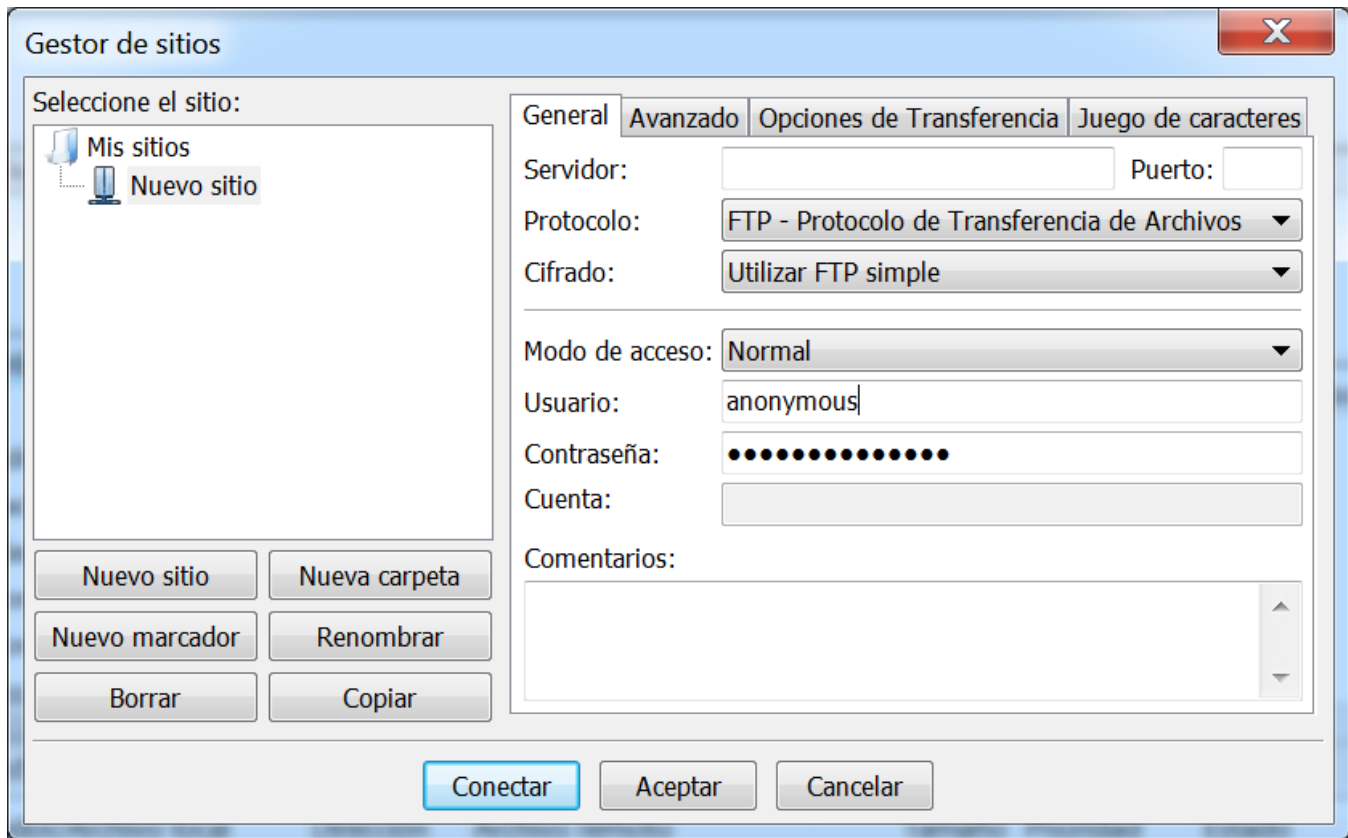 Gestor de sitios
Seleccione el sitio:
Mis sitios
Nuevo sitio
Nuevo sitio
Nueva carpeta
Nuevo marcador
Renombrar
Borrar
Copiar
General Avanzado Opciones de Transferencia Juego de caracteres
Servidor: Puerto:
Protocolo: FTP - Protocolo de Transferencia de Archivos
Cifrado: Utilizar FTP simple
Modo de acceso: Normal
Usuario: anonymous
Contraseña: ••••••••••••••
Cuenta:
Comentarios:
Conectar Aceptar Cancelar